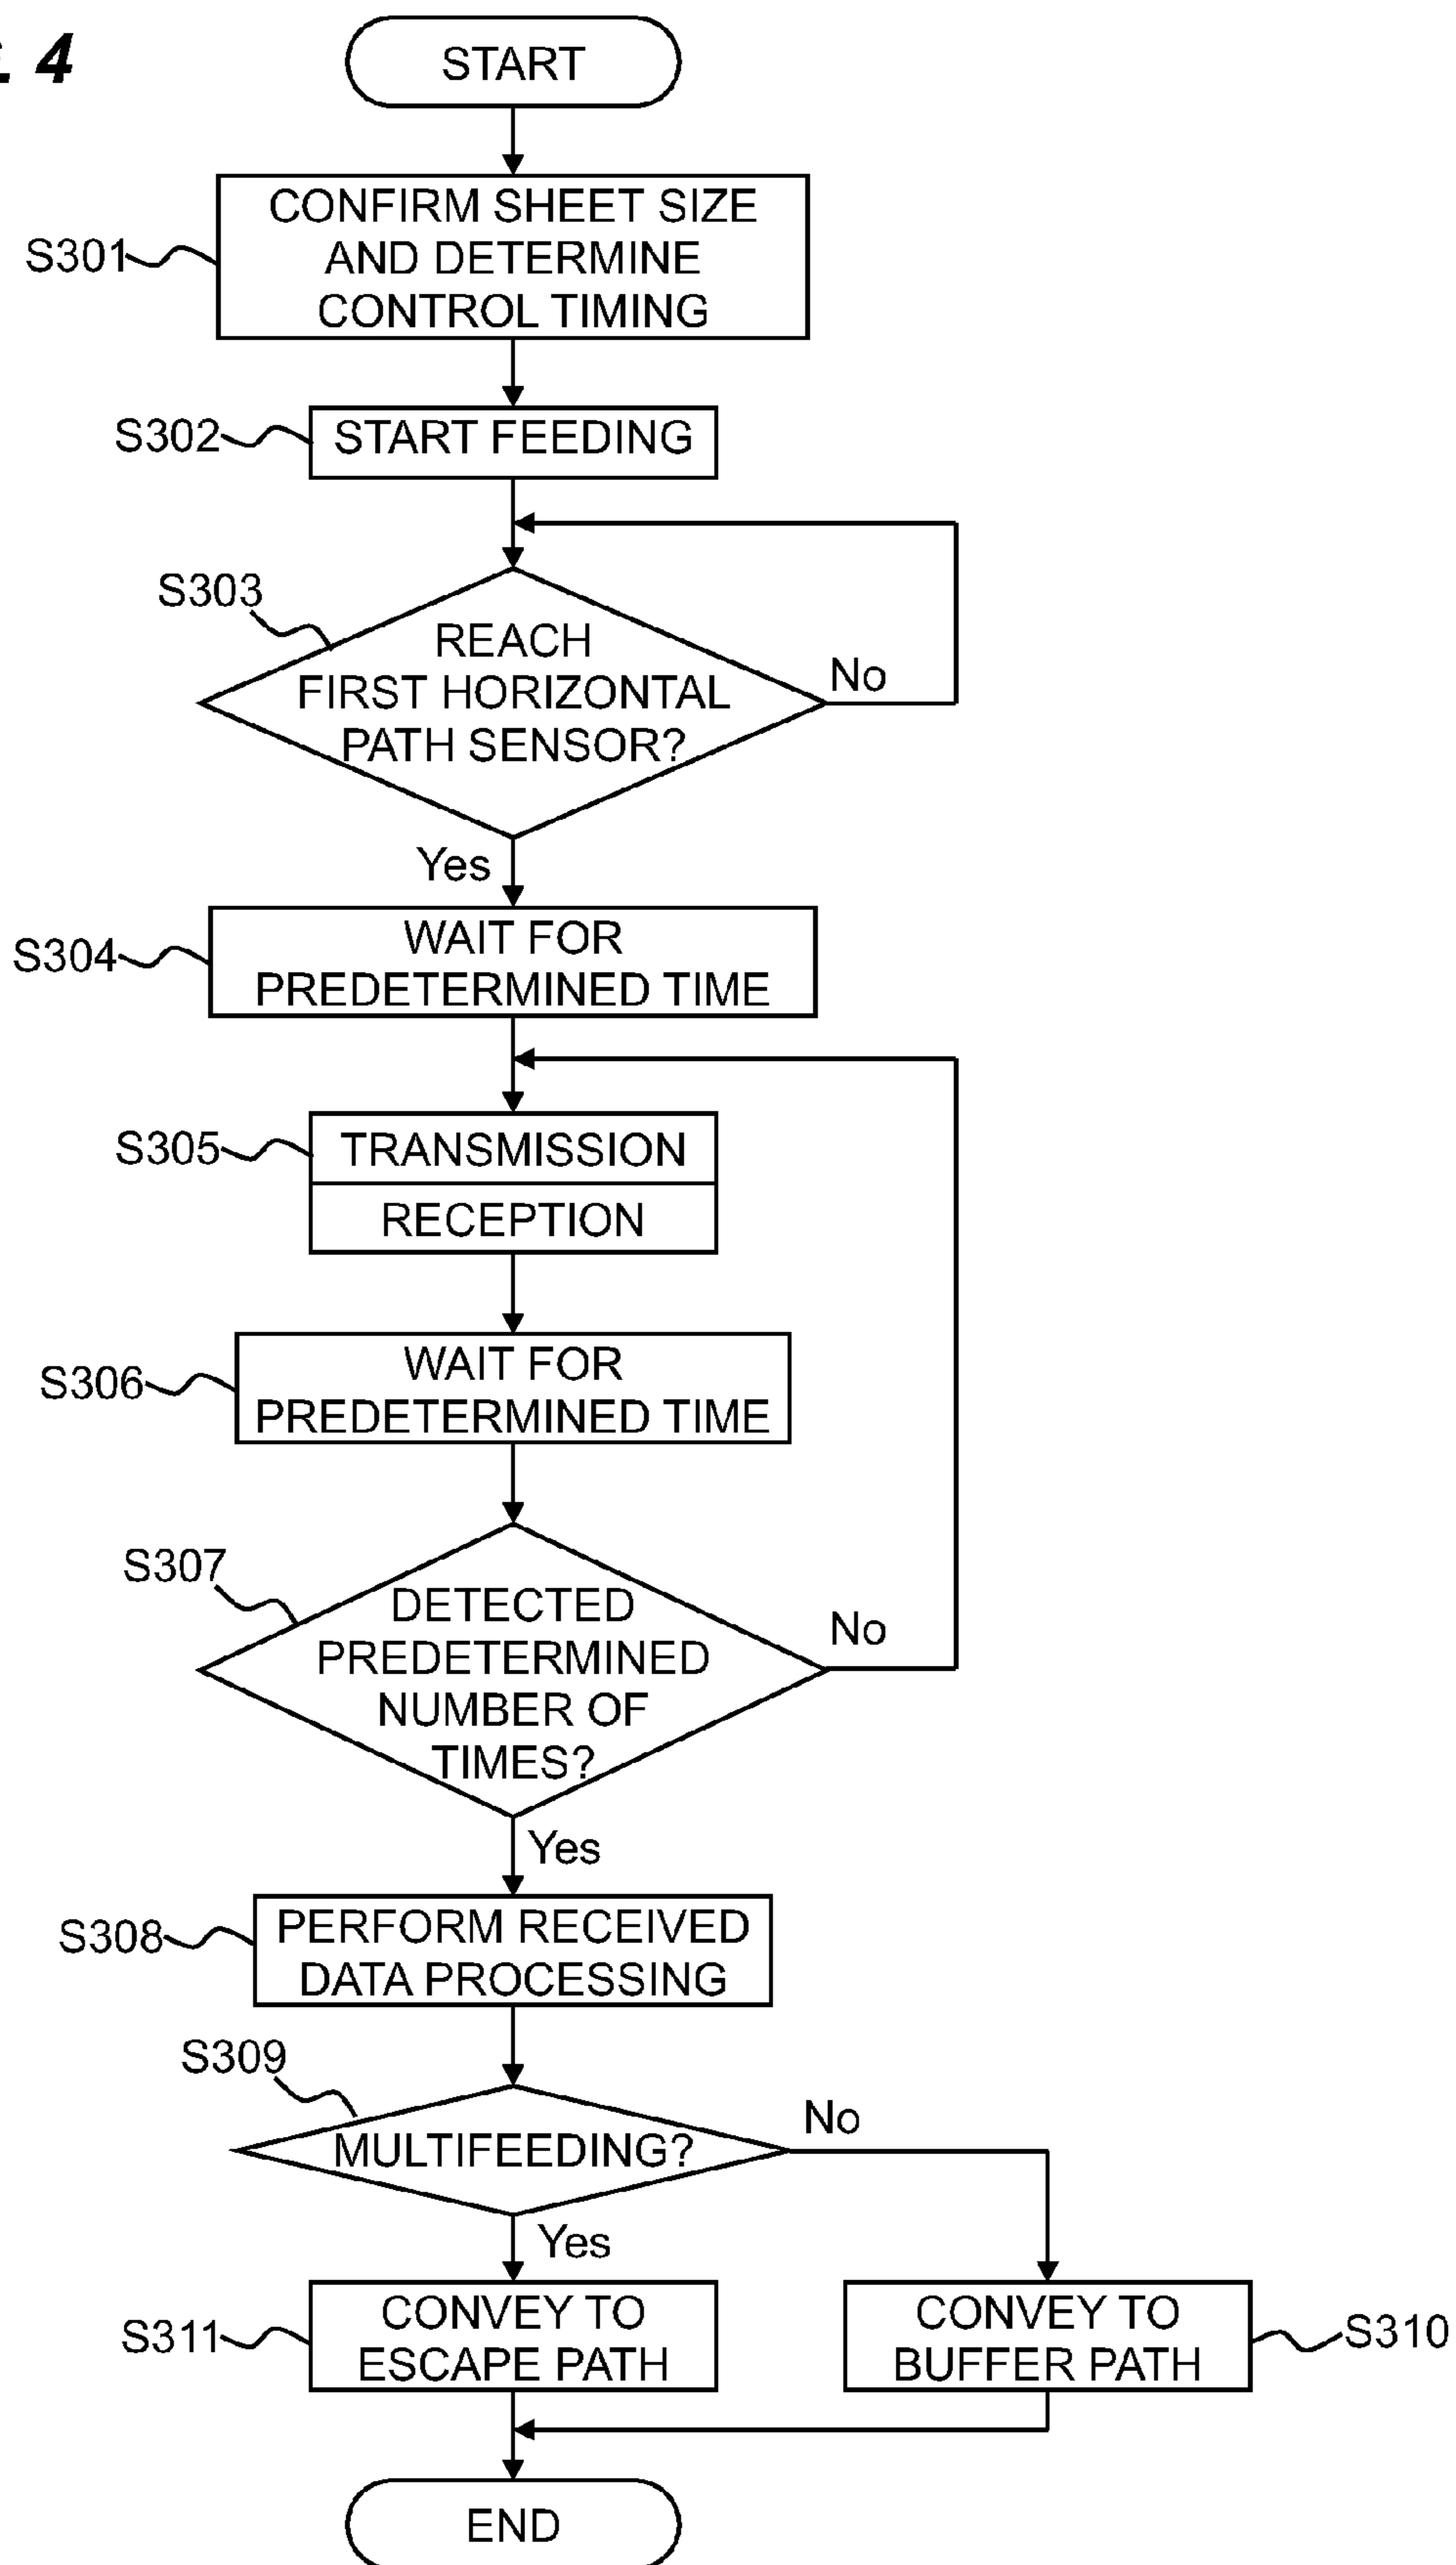 . 4
START
S301
CONFIRM SHEET SIZE
AND DETERMINE
CONTROL TIMING
S302
START FEEDING
S303
REACH
FIRST HORIZONTAL
PATH SENSOR?
No
Yes
S304
WAIT FOR
PREDETERMINED TIME
S305
TRANSMISSION
RECEPTION
S306
WAIT FOR
PREDETERMINED TIME
S307
DETECTED
PREDETERMINED
NUMBER OF
TIMES?
No
Yes
S308
PERFORM RECEIVED
DATA PROCESSING
S309
MULTIFEEDING?
No
Yes
S311
CONVEY TO
ESCAPE PATH
CONVEY TO
BUFFER PATH
S310
END